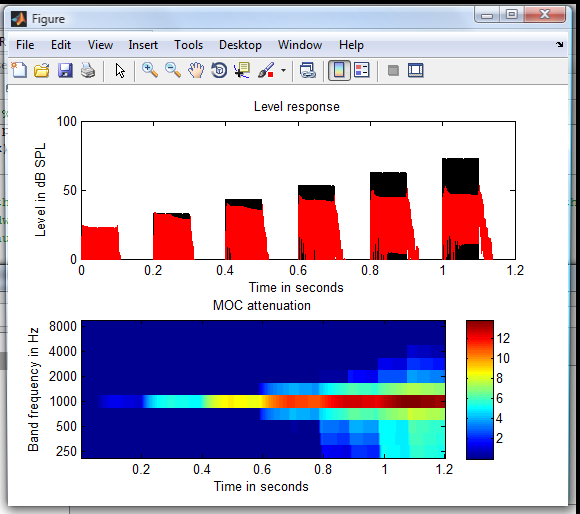 Figure
File Edit View Insert Tools Desktop Window Help
Level response
Level in dB SPL
100
50
0
0 0.2 0.4 0.6 0.8 1 1.2
Time in seconds
MOC attenuation
Band frequency in Hz
8000
4000
2000
1000
500
250
0.2 0.4 0.6 0.8 1 1.2
Time in seconds
12
10
8
6
4
2